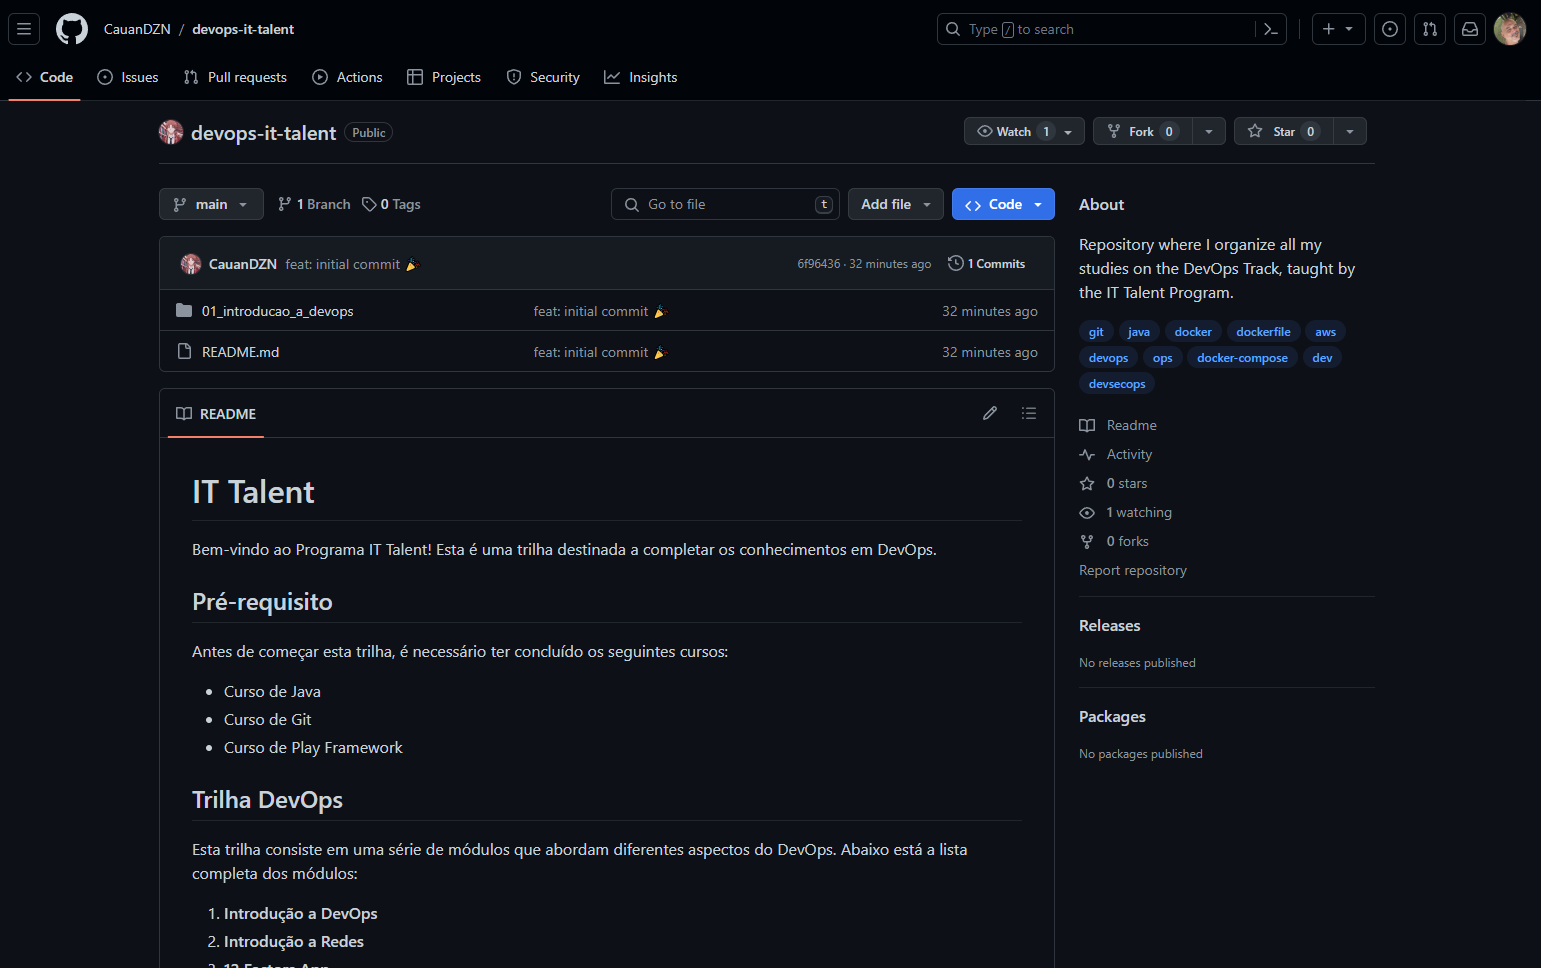 CauanDZN / devops-it-talent
Type / to search
Code Issues Pull requests Actions Projects Security Insights
devops-it-talent Public
Watch 1 Fork 0 Star 0
main 1 Branch 0 Tags Go to file t Add file Code
CauanDZN feat: initial commit 6f96436 · 32 minutes ago 1 Commits
01_introducao_a_devops feat: initial commit 32 minutes ago
README.md feat: initial commit 32 minutes ago
README
IT Talent
Bem-vindo ao Programa IT Talent! Esta é uma trilha destinada a completar os conhecimentos em DevOps.
Pré-requisito
Antes de começar esta trilha, é necessário ter concluído os seguintes cursos:
• Curso de Java
• Curso de Git
• Curso de Play Framework
Trilha DevOps
Esta trilha consiste em uma série de módulos que abordam diferentes aspectos do DevOps. Abaixo está a lista
completa dos módulos:
1. Introdução a DevOps
2. Introdução a Redes
3. 12 Factors App
About
Repository where I organize all my
studies on the DevOps Track, taught by
the IT Talent Program.
git java docker dockerfile aws
devops ops docker-compose dev
devsecops
Readme
Activity
0 stars
1 watching
0 forks
Report repository
Releases
No releases published
Packages
No packages published